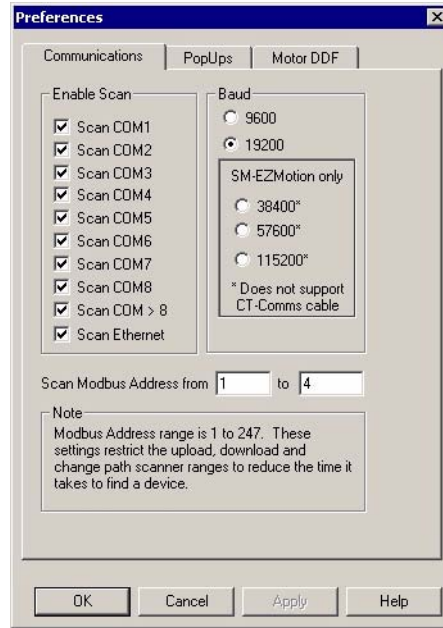 Preferences
Communications
PopUps
Motor DDF
Enable Scan
Scan COM1
Scan COM2
Scan COM3
Scan COM4
Scan COM5
Scan COM6
Scan COM7
Scan COM8
Scan COM > 8
Scan Ethernet
Baud
9600
19200
SM-EZMotion only
38400*
57600*
115200*
* Does not support
CT-Comms cable
Scan Modbus Address from 1 to 4
Note
Modbus Address range is 1 to 247. These
settings restrict the upload, download and
change path scanner ranges to reduce the time it
takes to find a device.
OK
Cancel
Apply
Help